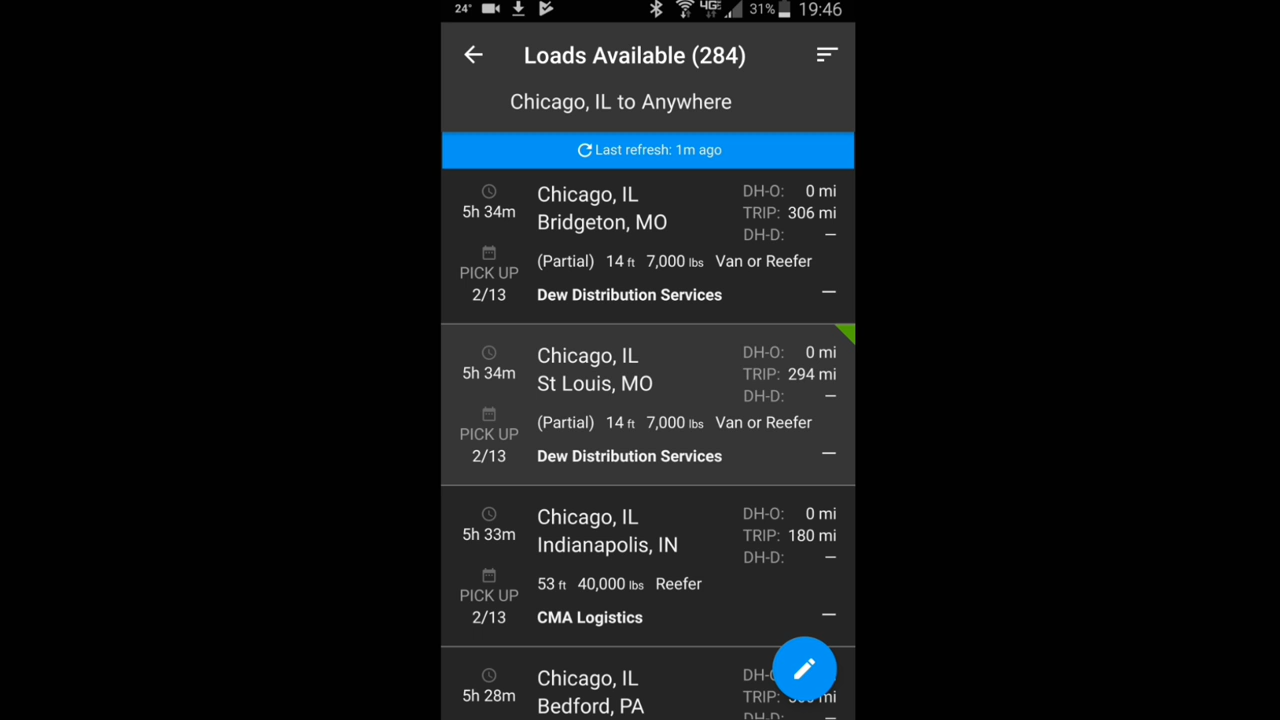 24° 4G 31% 19:46
Loads Available (284)
Chicago, IL to Anywhere
Last refresh: 1m ago
5h 34m Chicago, IL DH-O: 0 mi
Bridgeton, MO TRIP: 306 mi
DH-D: –
PICK UP (Partial) 14 ft 7,000 lbs Van or Reefer
2/13 Dew Distribution Services –
5h 34m Chicago, IL DH-O: 0 mi
St Louis, MO TRIP: 294 mi
DH-D: –
PICK UP (Partial) 14 ft 7,000 lbs Van or Reefer
2/13 Dew Distribution Services –
5h 33m Chicago, IL DH-O: 0 mi
Indianapolis, IN TRIP: 180 mi
DH-D: –
PICK UP 53 ft 40,000 lbs Reefer
2/13 CMA Logistics –
5h 28m Chicago, IL
Bedford, PA TRIP: mi